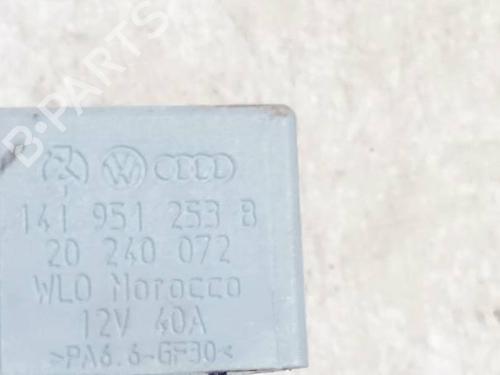 B-PARTS
141 951 253 B
20 240 072
WLO Morocco
12V 40A
>PA6.6-GF30<